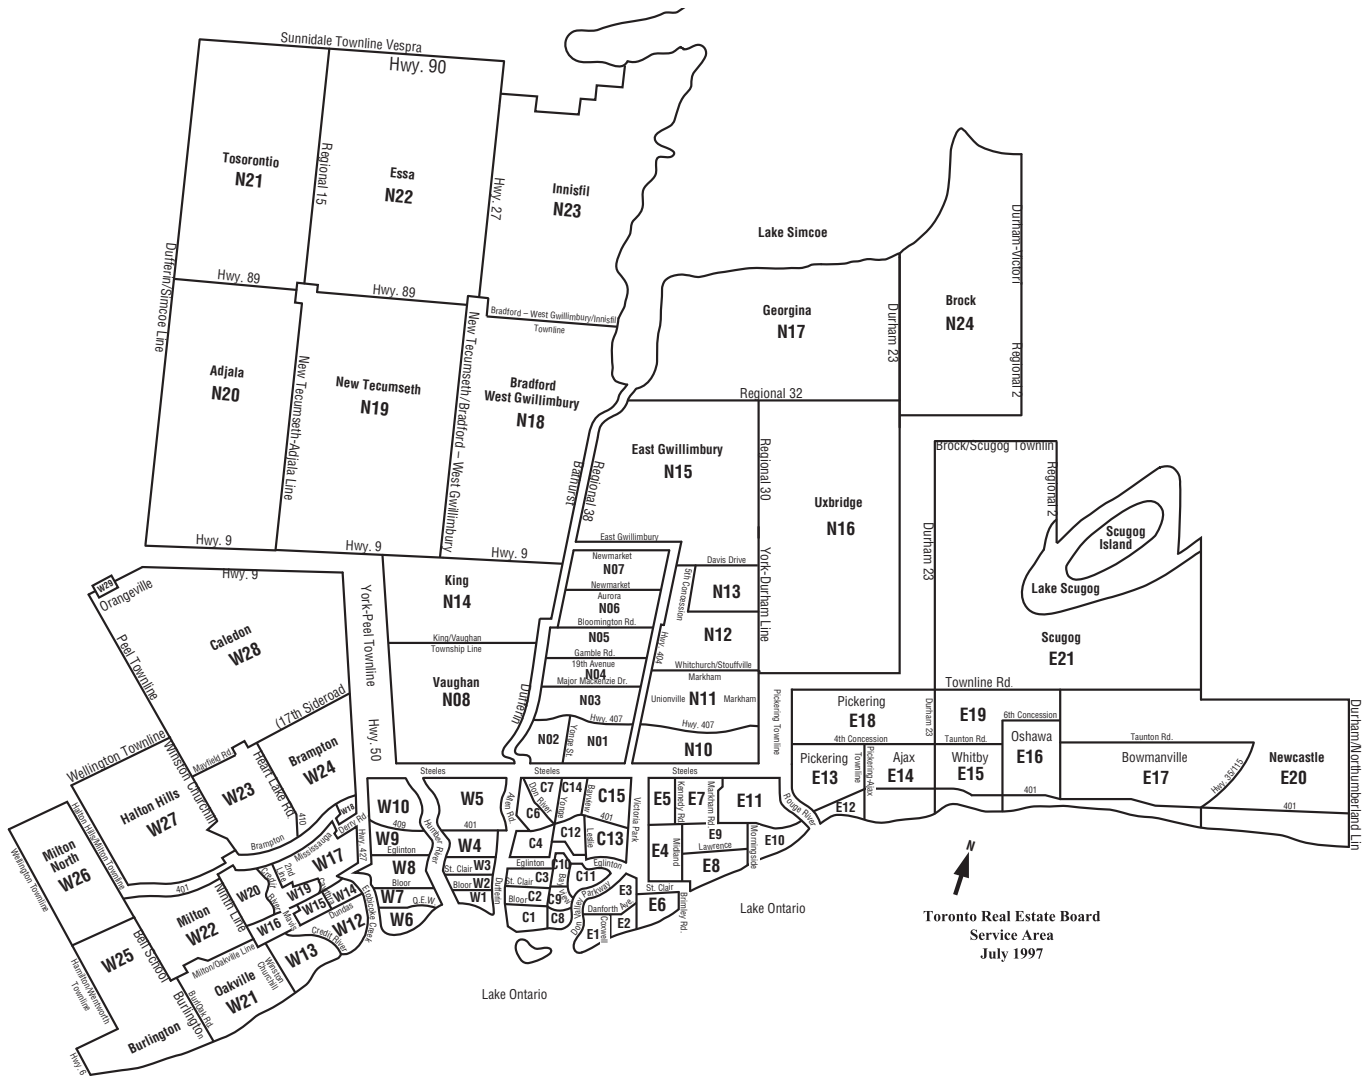 Sunnidale Townline Vespra
Hwy. 90
Tosorontio
N21
Regional 15
Essa
N22
Hwy. 27
Innisfil
N23
Lake Simcoe
Dufferin/Simcoe Line
Hwy. 89
Hwy. 89
Bradford – West Gwillimbury/Innisfil
Townline
Georgina
N17
Durham 23
Brock
N24
Durham-Victori
Regional 2
Adjala
N20
New Tecumseth-Adjala Line
New Tecumseth
N19
New Tecumseth/Bradford – West Gwillimbury
Bradford
West Gwillimbury
N18
Bathurst
Regional 38
Regional 32
East Gwillimbury
N15
Regional 30
Uxbridge
N16
Durham 23
Brock/Scugog Townlin
Regional 2
Scugog
Island
Lake Scugog
Scugog
E21
Hwy. 9
Hwy. 9
Hwy. 9
East Gwillimbury
Newmarket
N07
Newmarket
Aurora
N06
Bloomington Rd.
N05
Gamble Rd.
19th Avenue
N04
Major Mackenzie Dr.
N03
Hwy. 407
N02
Yonge St.
N01
Davis Drive
5th Concession
N13
Hwy. 404
N12
York-Durham Line
Whitchurch/Stouffville
Markham
Unionville
N11
Markham
Hwy. 407
N10
W29
Orangeville
Hwy. 9
Peel Townline
Caledon
W28
York-Peel Townline
Hwy. 50
King
N14
King/Vaughan
Township Line
Vaughan
N08
Dufferin
(17th Sideroad
Mayfield Rd
Wellington Townline
Winston Churchill
Heart Lake Rd
Brampton
W24
W23
410
Halton Hills
W27
Halton Hills/Milton Townline
Milton
North
W26
Wellington Townline
Brampton
401
W18
Derry Rd
Hwy. 427
Mississauga
W17
2nd Line
Credit River
W20
W19
Mavis
W15
W14
Dundas
W16
W12
Credit River
Etobicoke Creek
W13
Winston
Churchill
Ninth Line
Milton
W22
Milton/Oakville Line
Oakville
W21
BurlOak Rd
Burlington
Bell School
W25
Hamilton/Wentworth
Townline
Burlington
Hwy. 6
Steeles
W10
409
W9
Eglinton
W8
Bloor
W7
Q.E.W
W6
Humber River
W5
401
W4
St. Clair
W3
Bloor
W2
W1
Dufferin
Allen Rd.
Steeles
C7
Don River
C6
C14
Yonge
Bayview
C15
401
C4
C12
Leslie
C13
Eglinton
Eglinton
C10
St. Clair
C3
Bay View
C11
Bloor
C2
C9
C1
C8
Don Valley Parkway
Victoria Park
Steeles
E5
Kennedy Rd
E7
Markham Rd
E11
Rouge River
E9
Lawrence
E4
Midland
E8
Morningside
E10
St. Clair
E3
Danforth Ave.
E6
Brimley Rd
E2
E1
Coxwell
Lake Ontario
Lake Ontario
Pickering Townline
Townline Rd.
Pickering
E18
Durham 23
E19
6th Concession
4th Concession
Taunton Rd.
Taunton Rd.
Oshawa
E16
Pickering
E13
Pickering-Ajax
Townline
Ajax
E14
Whitby
E15
Bowmanville
E17
Hwy. 35/115
Newcastle
E20
E12
401
401
Durham/Northumberland Lin
N
Toronto Real Estate Board
Service Area
July 1997